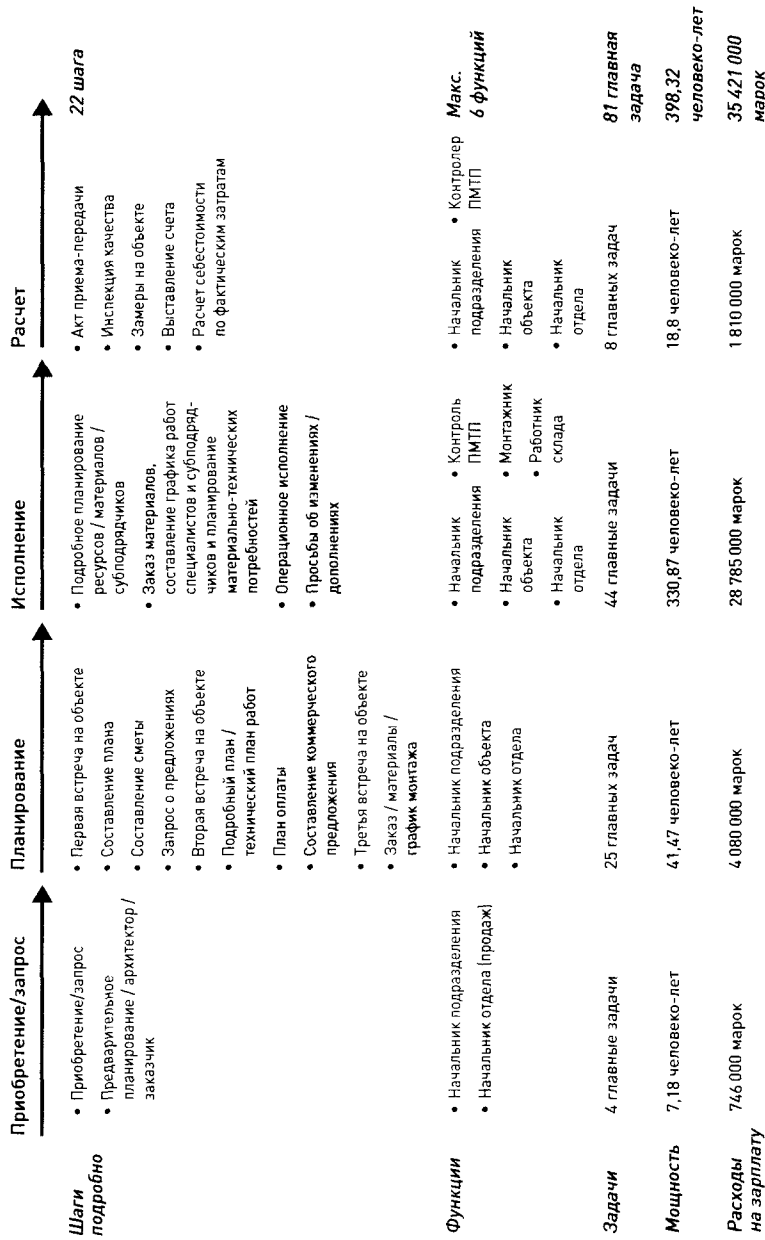 Приобретение/запрос
Планирование
Исполнение
Расчет
Шаги
подробно
• Приобретение/запрос
• Предварительное
планирование / архитектор /
заказчик
• Первая встреча на объекте
• Составление плана
• Составление сметы
• Запрос о предложениях
• Вторая встреча на объекте
• Подробный план /
технический план работ
• План оплаты
• Составление коммерческого
предложения
• Третья встреча на объекте
• Заказ / материалы /
график монтажа
• Подробное планирование
ресурсов / материалов /
субподрядчиков
• Заказ материалов,
составление графика работ
специалистов и субподряд-
чиков и планирование
материально-технических
потребностей
• Операционное исполнение
• Просьбы об изменениях /
дополнениях
• Акт приема-передачи
• Инспекция качества
• Замеры на объекте
• Выставление счета
• Расчет себестоимости
по фактическим затратам
22 шага
Функции
• Начальник подразделения
• Начальник отдела (продаж)
• Начальник подразделения
• Начальник объекта
• Начальник отдела
• Начальник
подразделения
• Начальник
объекта
• Начальник
отдела
• Контроль
ПМТП
• Монтажник
• Работник
склада
• Начальник
подразделения
• Начальник
объекта
• Начальник
отдела
• Контролер
ПМТП
Макс.
6 функций
Задачи
4 главные задачи
25 главных задач
44 главные задачи
8 главных задач
81 главная
задача
Мощность
7,18 человеко-лет
41,47 человеко-лет
330,87 человеко-лет
18,8 человеко-лет
398,32
человеко-лет
Расходы
на зарплату
746 000 марок
4 080 000 марок
28 785 000 марок
1 810 000 марок
35 421 000
марок